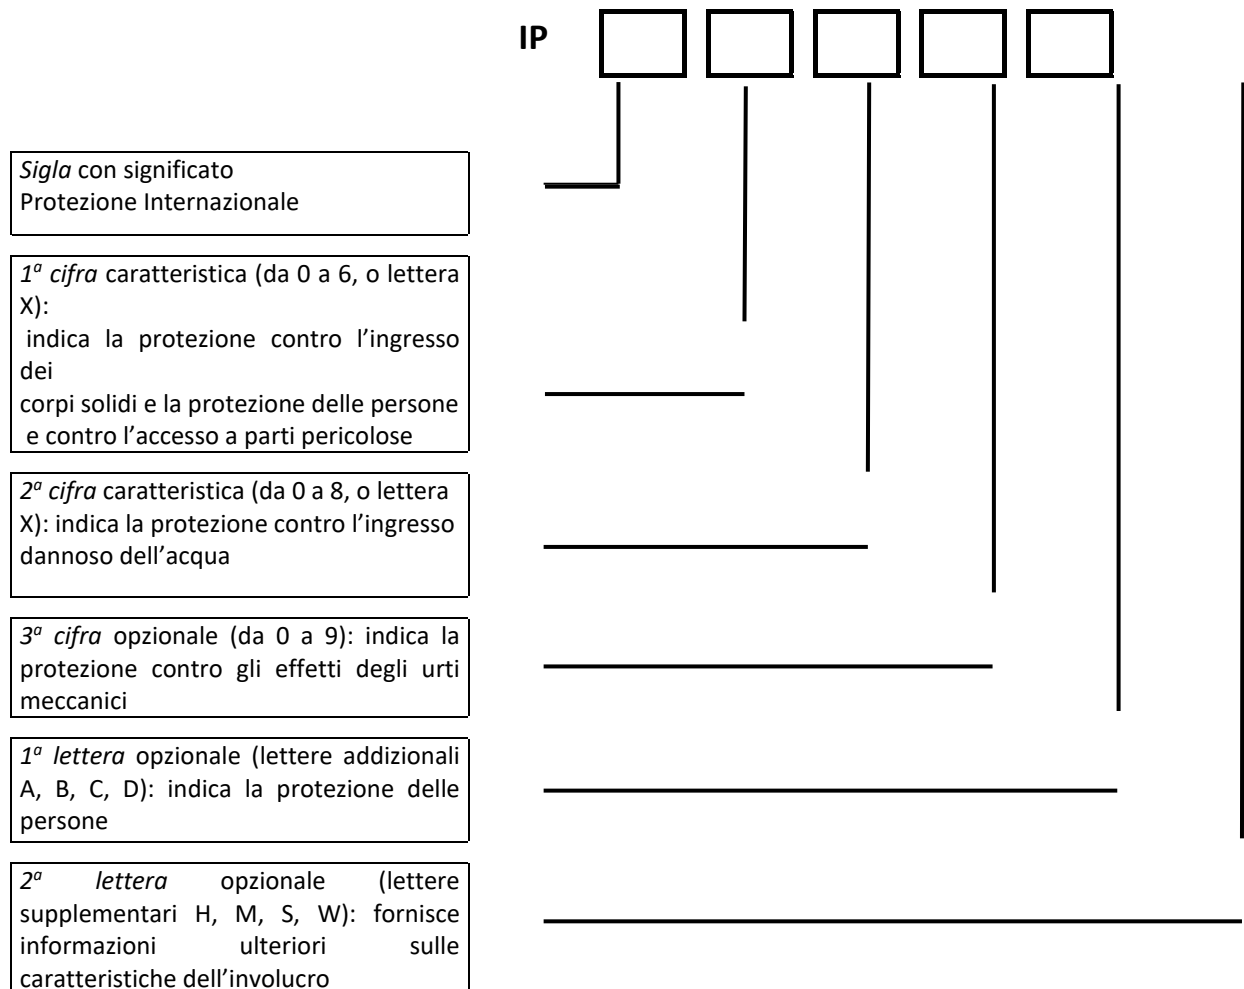 IP
Sigla con significato
Protezione Internazionale
1ª cifra caratteristica (da 0 a 6, o lettera
X):
indica la protezione contro l’ingresso
dei
corpi solidi e la protezione delle persone
e contro l’accesso a parti pericolose
2ª cifra caratteristica (da 0 a 8, o lettera
X): indica la protezione contro l’ingresso
dannoso dell’acqua
3ª cifra opzionale (da 0 a 9): indica la
protezione contro gli effetti degli urti
meccanici
1ª lettera opzionale (lettere addizionali
A, B, C, D): indica la protezione delle
persone
2ª lettera opzionale (lettere
supplementari H, M, S, W): fornisce
informazioni ulteriori sulle
caratteristiche dell’involucro